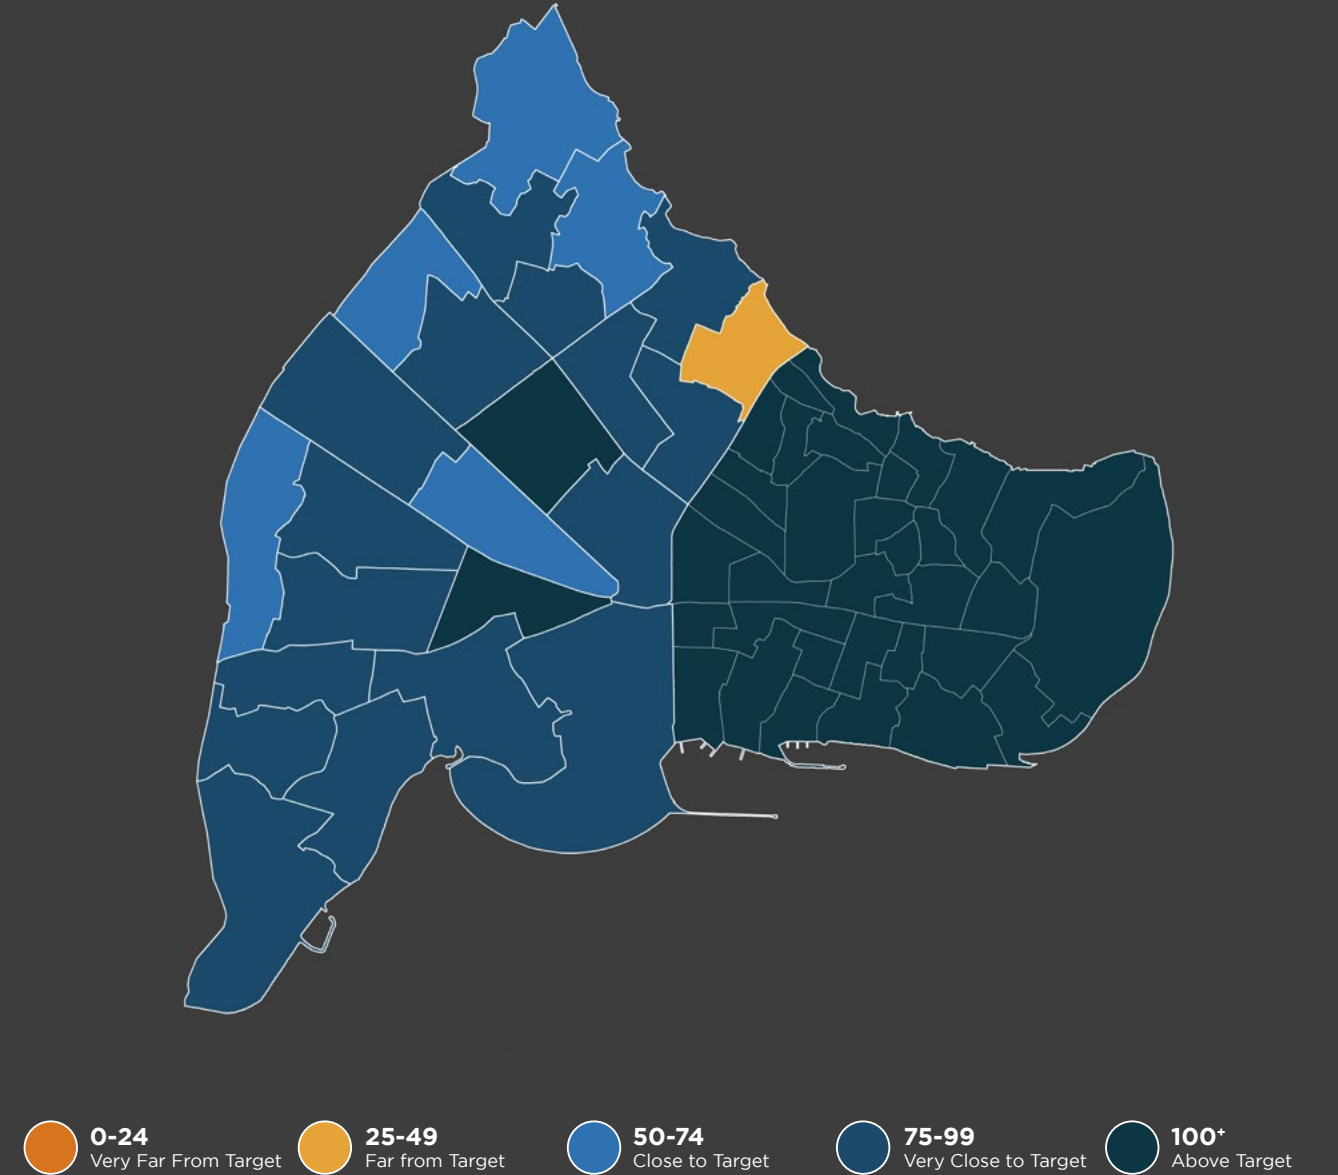 0-24
Very Far From Target
25-49
Far from Target
50-74
Close to Target
75-99
Very Close to Target
100+
Above Target